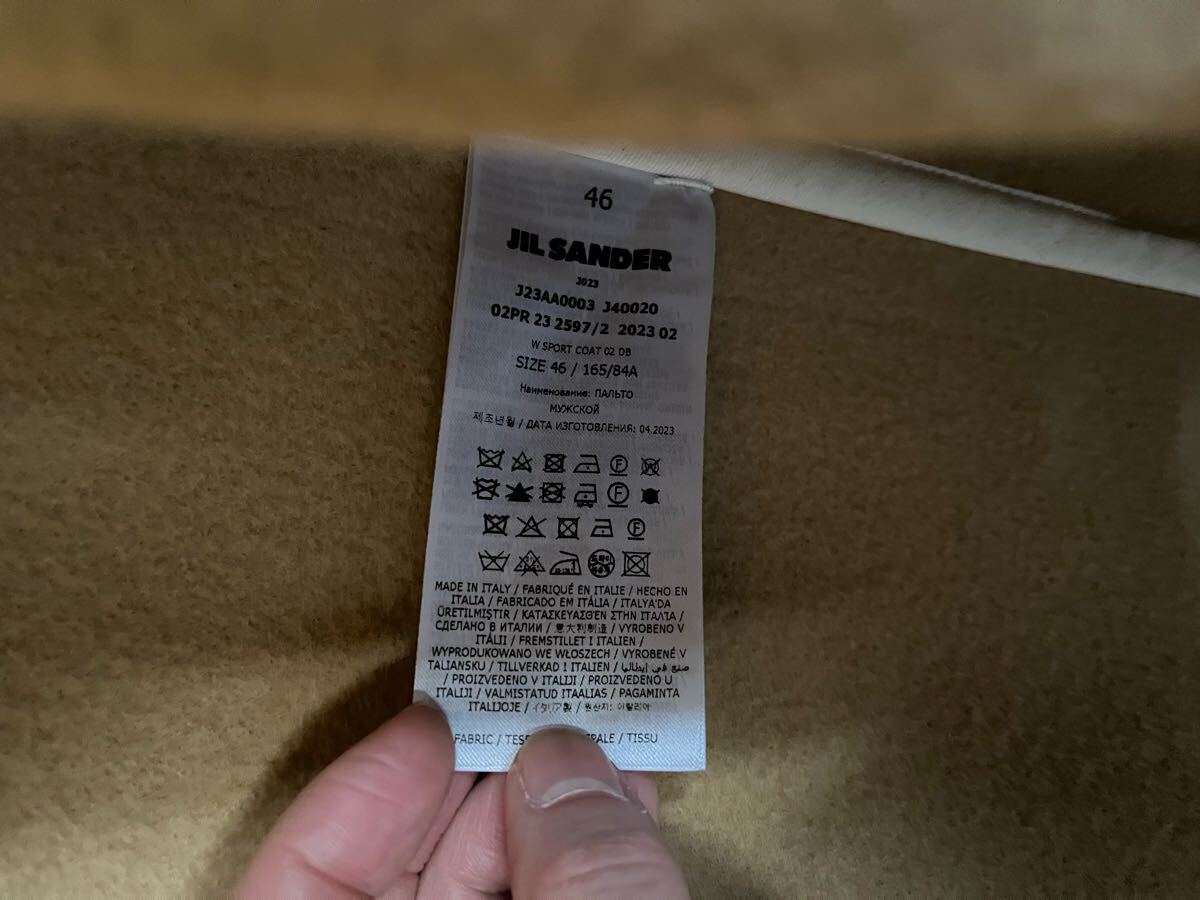 46
JIL SANDER
J023
J23AA0003 J40020
02PR 23 2597/2 2023 02
W SPORT COAT 02 DB
SIZE 46 / 165/84A
Наименование: ПАЛЬТО
МУЖСКОЙ
제조년월 / ДАТА ИЗГОТОВЛЕНИЯ: 04.2023
MADE IN ITALY / FABRIQUÉ EN ITALIE / HECHO EN
ITALIA / FABRICADO EM ITÁLIA / ITALYA'DA
ÜRETILMIŞTIR / ΚΑΤΑΣΚΕΥΑΣΘΕΝ ΣΤΗΝ ΙΤΑΛΙΑ /
СДЕЛАНО В ИТАЛИИ / 意大利制造 / VYROBENO V
ITÁLII / FREMSTILLET I ITALIEN /
WYPRODUKOWANO WE WŁOSZECH / VYROBENÉ V
TALIANSKU / TILLVERKAD I ITALIEN / صنع في إيطاليا
/ PROIZVEDENO V ITALIJI / PROIZVEDENO U
ITALIJI / VALMISTATUD ITAALIAS / PAGAMINTA
ITALIJOJE / イタリア製 / 원산지: 이탈리아
FABRIC / / TISSU